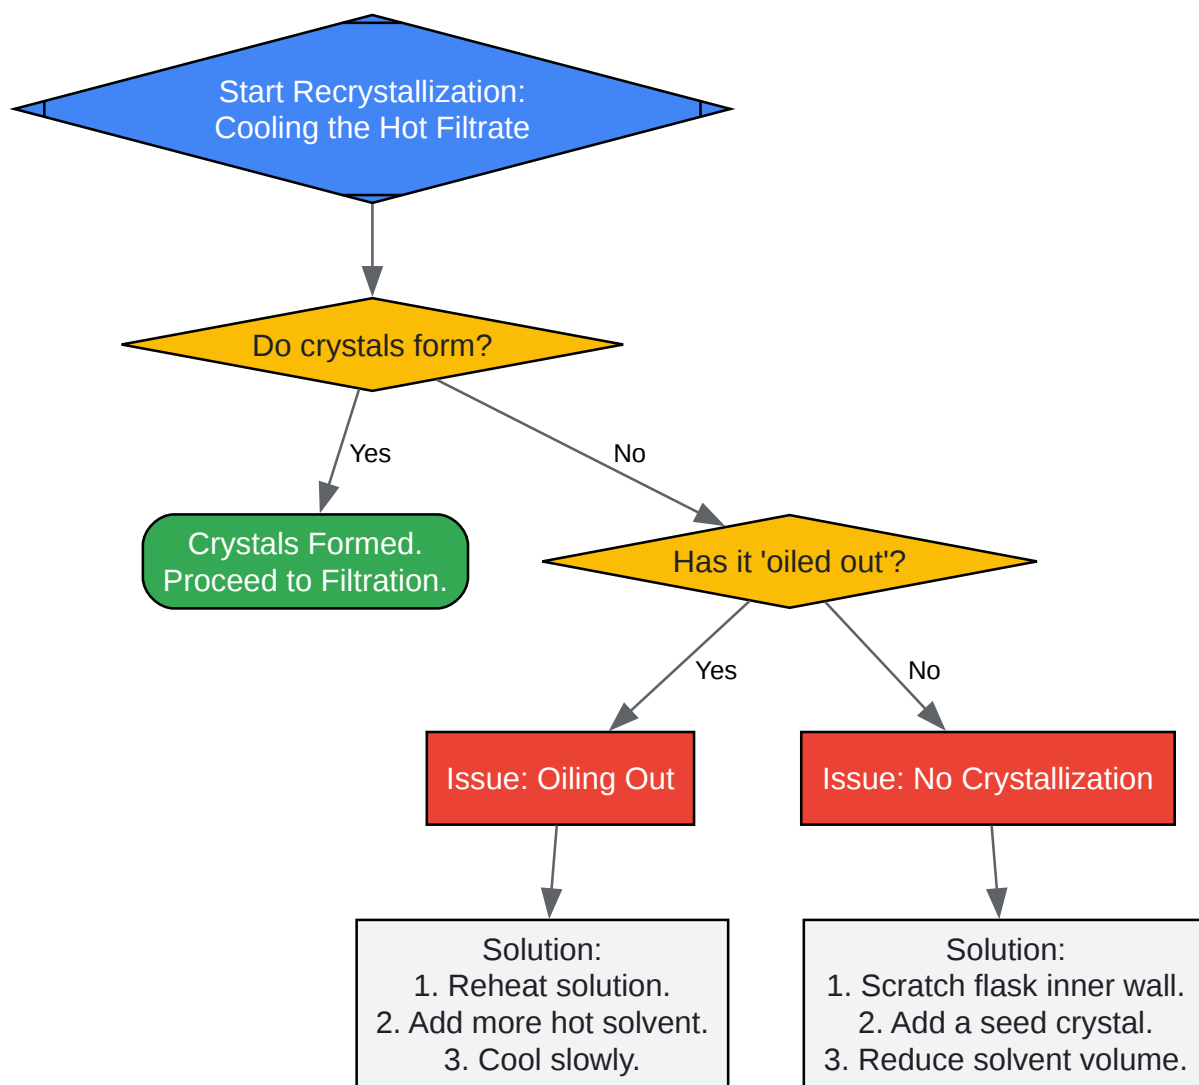 Start Recrystallization:
Cooling the Hot Filtrate
Do crystals form?
Yes
No
Crystals Formed.
Proceed to Filtration.
Has it 'oiled out'?
Yes
No
Issue: Oiling Out
Issue: No Crystallization
Solution:
1. Reheat solution.
2. Add more hot solvent.
3. Cool slowly.
Solution:
1. Scratch flask inner wall.
2. Add a seed crystal.
3. Reduce solvent volume.